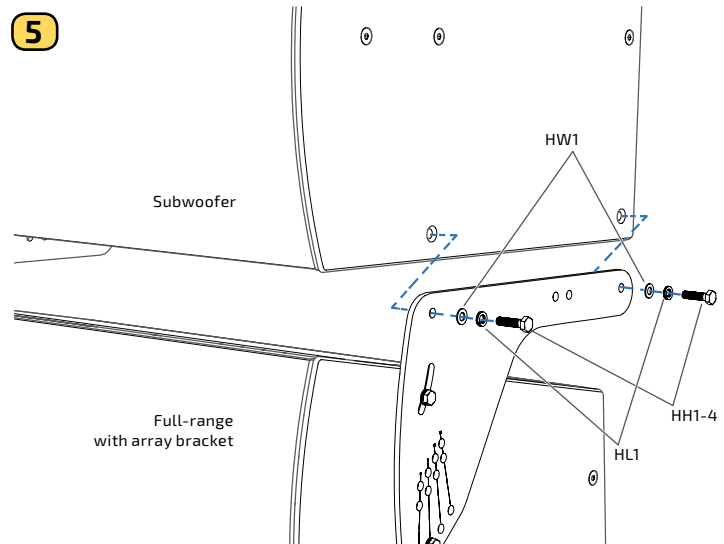 5
HW1
Subwoofer
Full-range
with array bracket
HH1-4
HL1